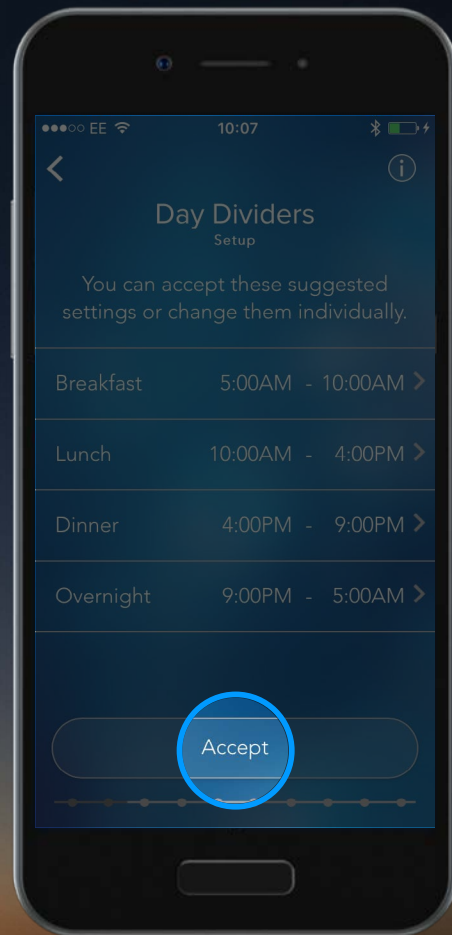 EE 10:07
Day Dividers
Setup
You can accept these suggested
settings or change them individually.
Breakfast 5:00AM - 10:00AM
Lunch 10:00AM - 4:00PM
Dinner 4:00PM - 9:00PM
Overnight 9:00PM - 5:00AM
Accept